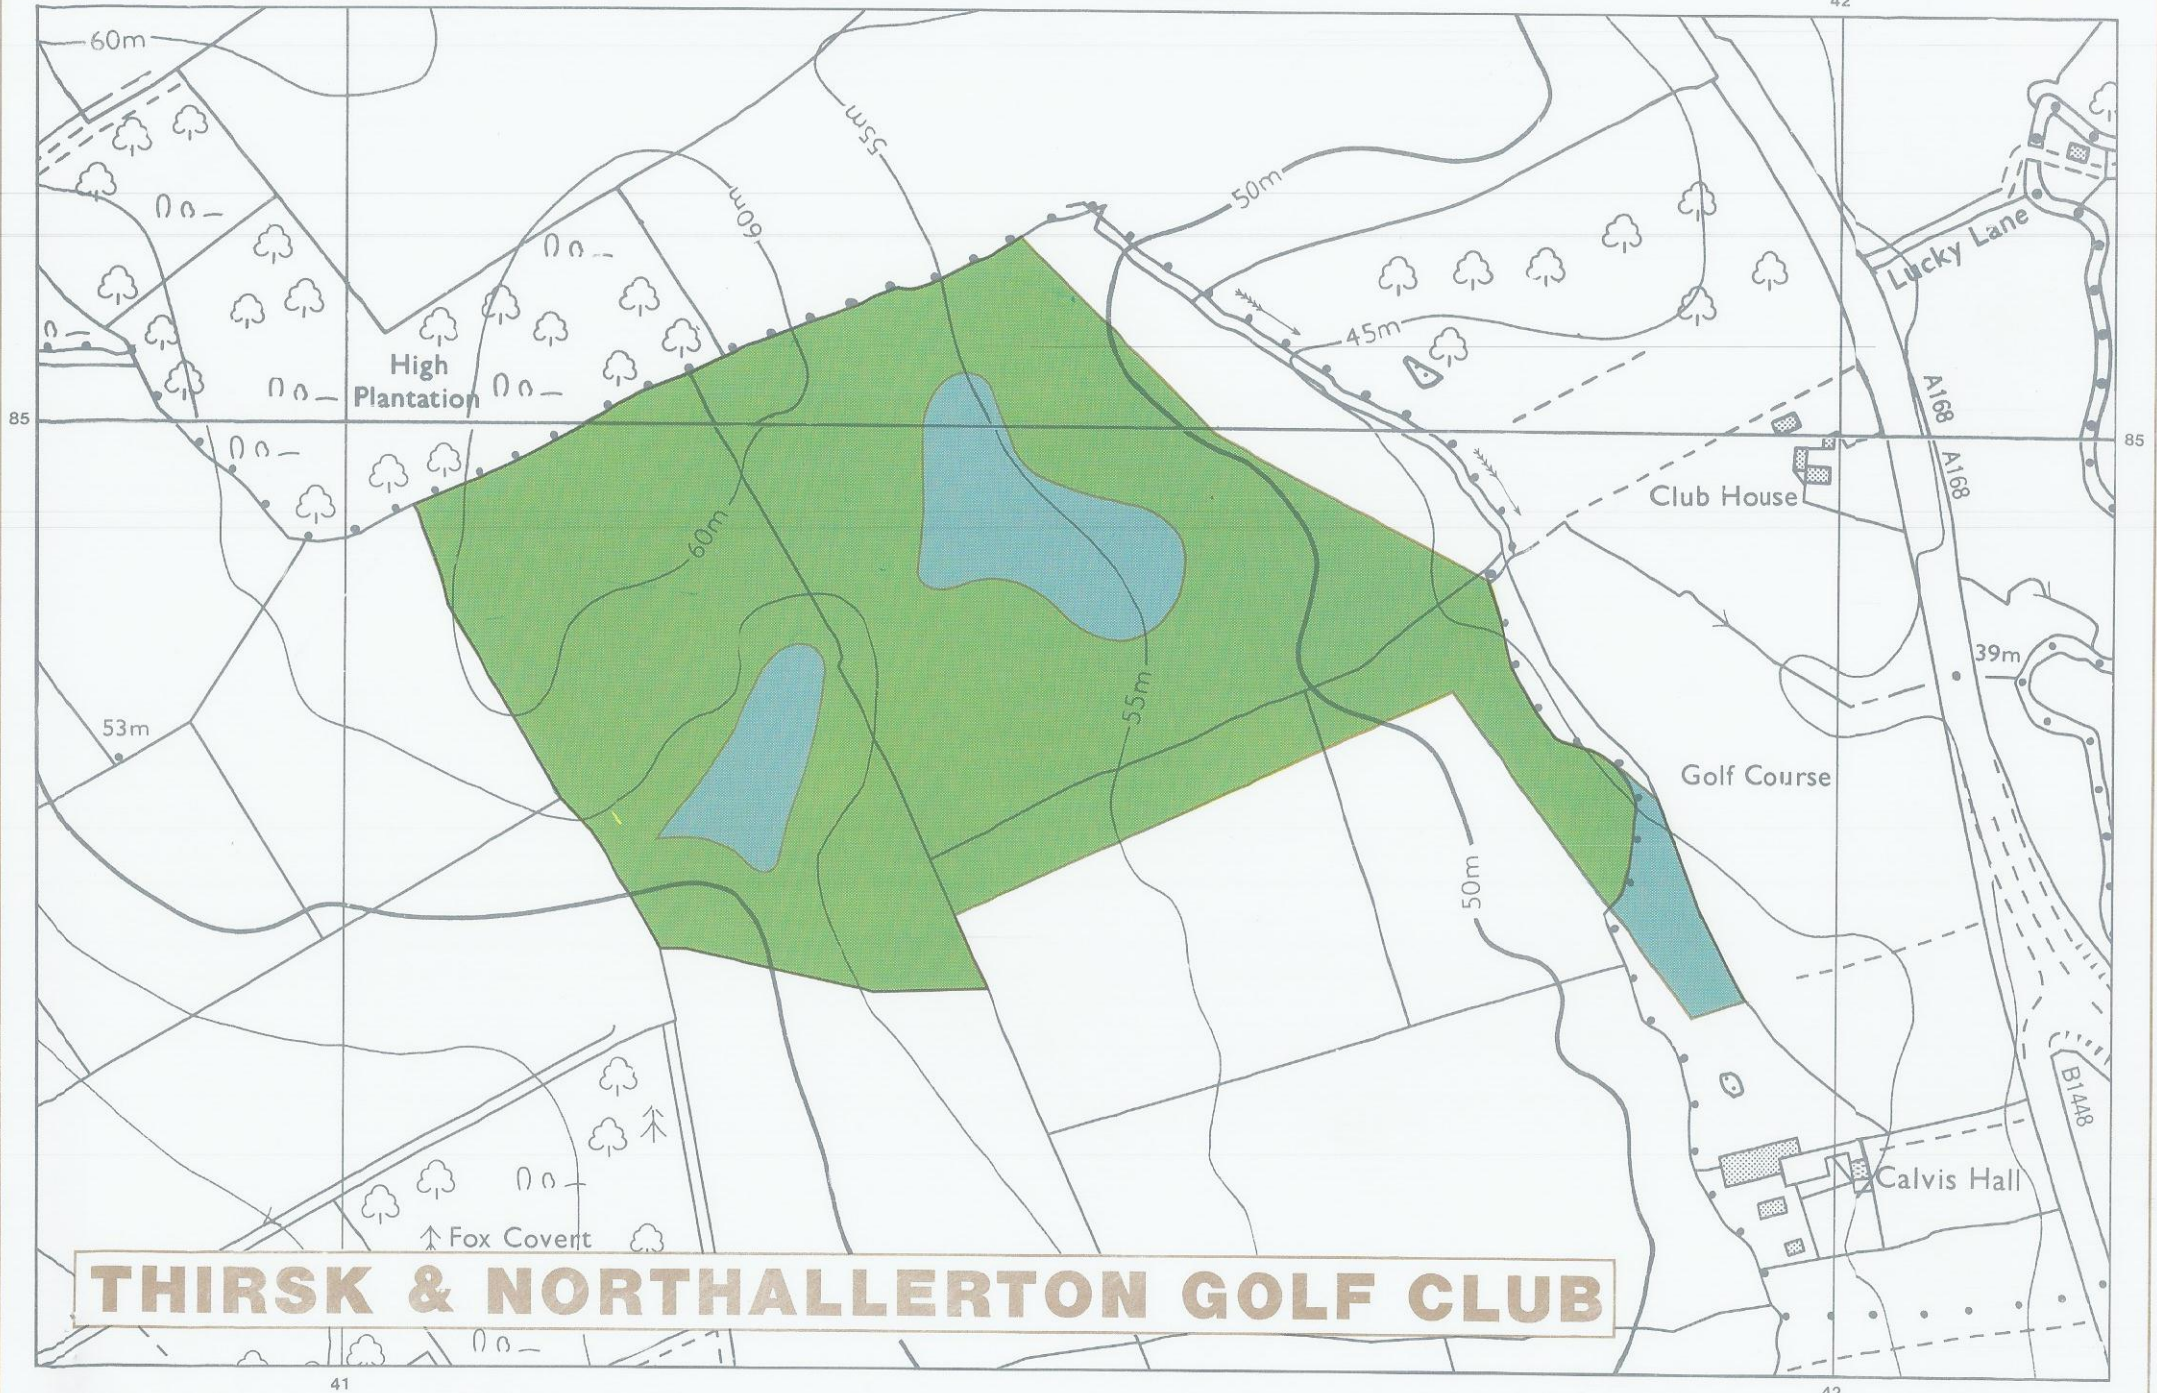 42
60m
55m
60m
50m
Lucky Lane
45m
High
Plantation
A168
85
85
A168
Club House
60m
39m
53m
55m
Golf Course
50m
B1448
Calvis Hall
Fox Covert
THIRSK & NORTHALLERTON GOLF CLUB
41